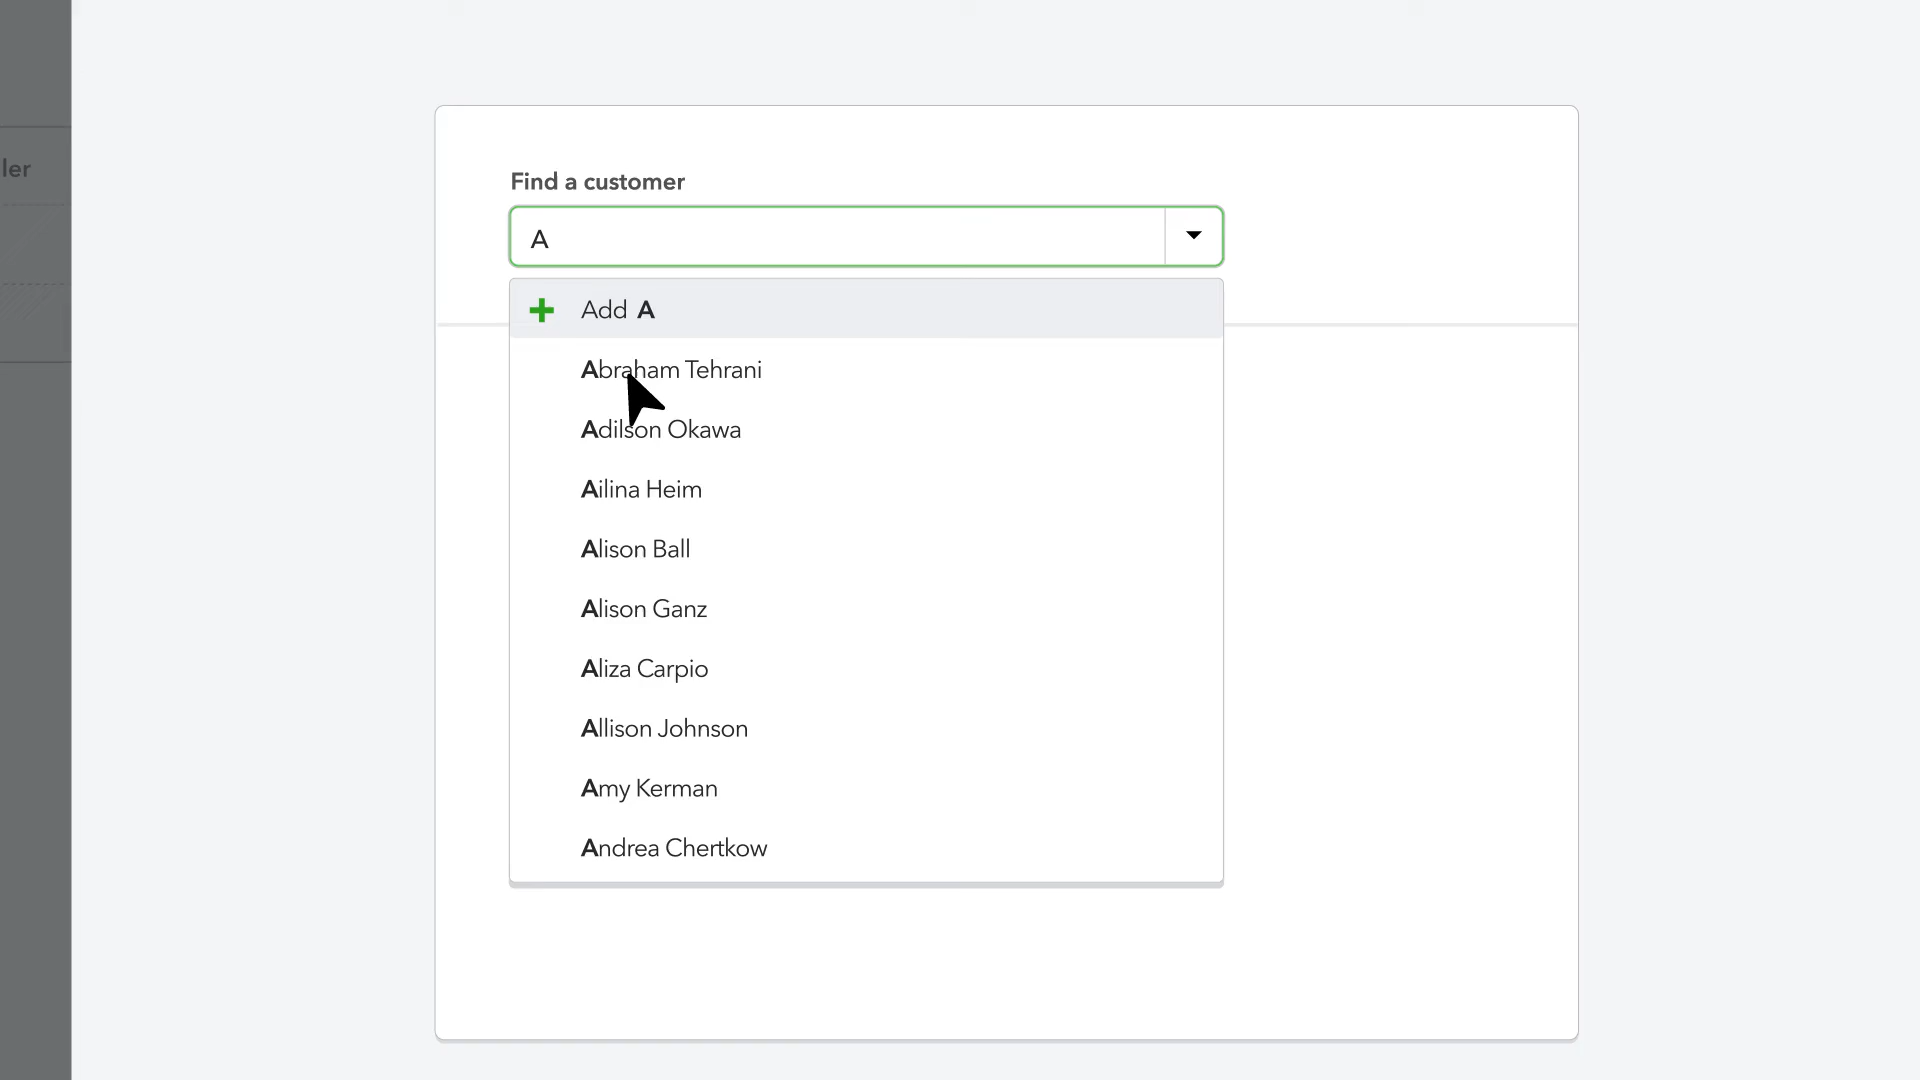 ler
Find a customer
A
Add A
Abraham Tehrani
Adilson Okawa
Ailina Heim
Alison Ball
Alison Ganz
Aliza Carpio
Allison Johnson
Amy Kerman
Andrea Chertkow